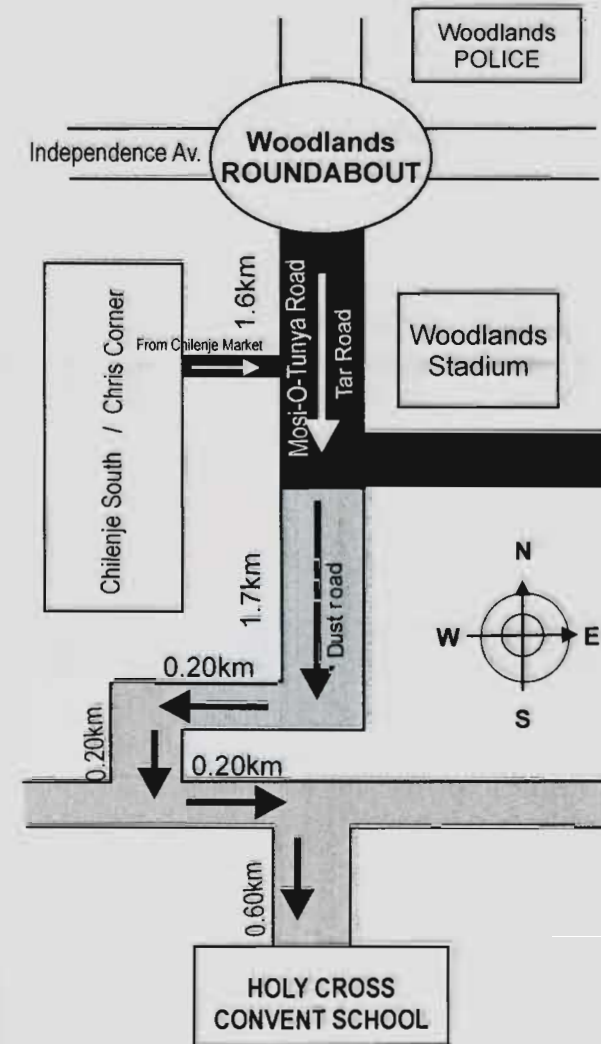 Woodlands
POLICE
Independence Av.
Woodlands
ROUNDABOUT
1.6km
Mosi-O-Tunya Road
Tar Road
From Chilenje Market
Woodlands
Stadium
Chilenje South / Chris Corner
1.7km
Dust road
N
W
E
S
0.20km
0.20km
0.20km
0.60km
HOLY CROSS
CONVENT SCHOOL